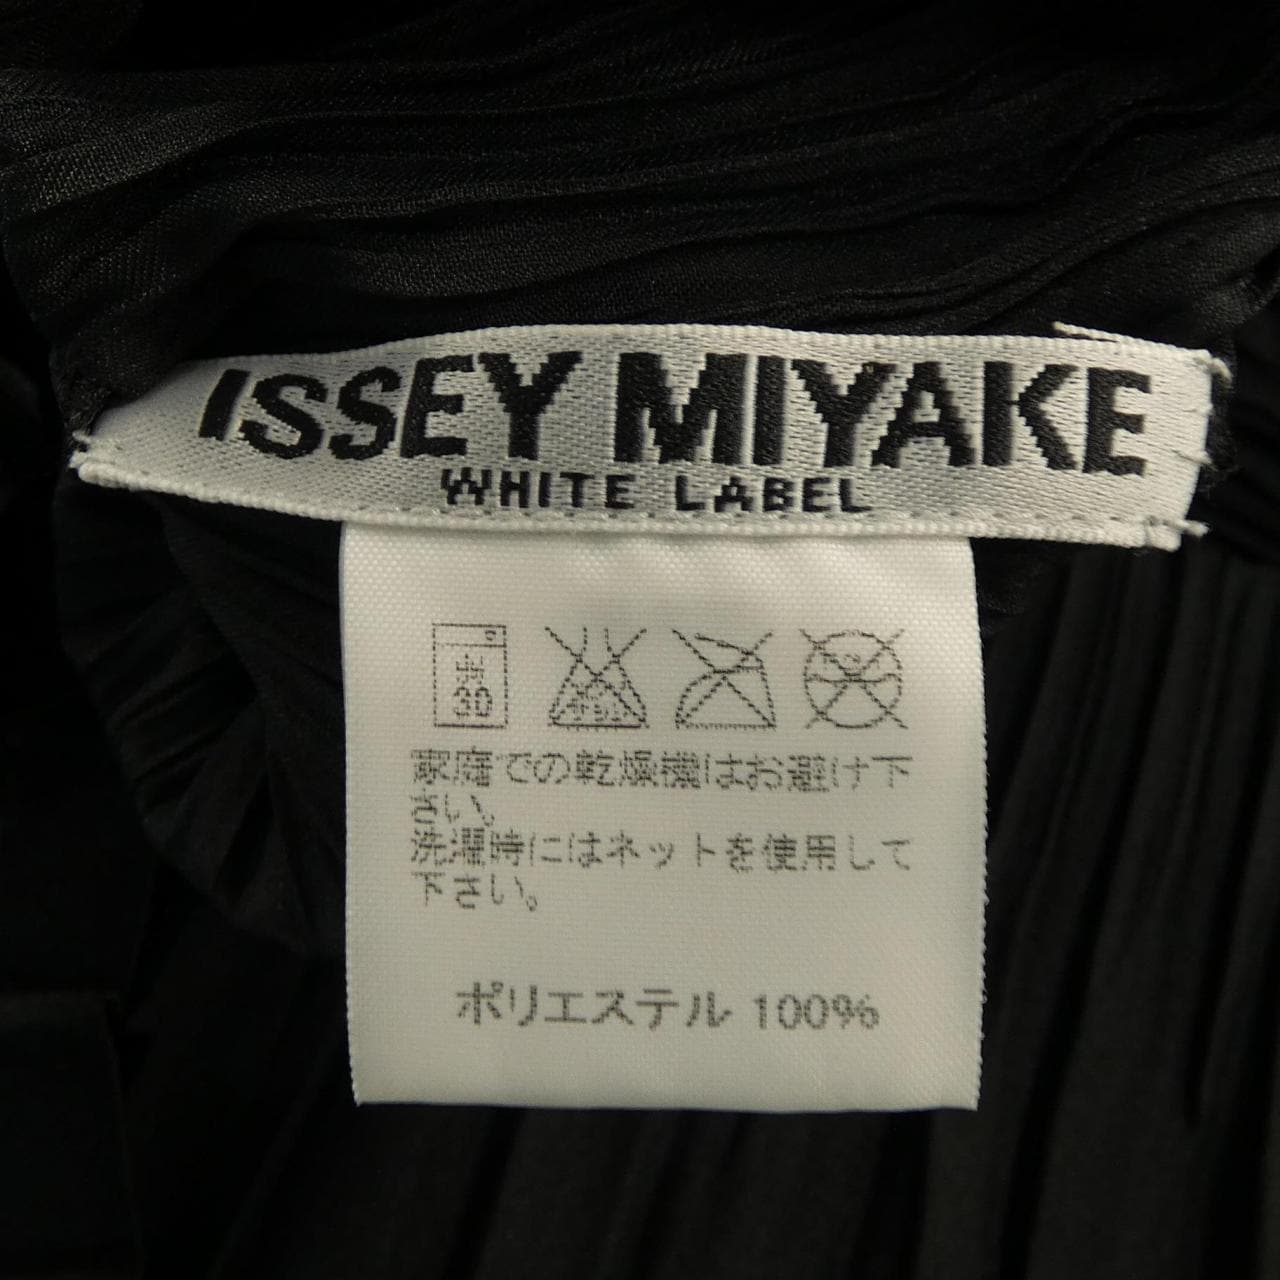 ISSEY MIYAKE
WHITE LABEL
弱
30
家庭での乾燥機はお避け下
さい。
洗濯時にはネットを使用して
下さい。
ポリエステル 100%